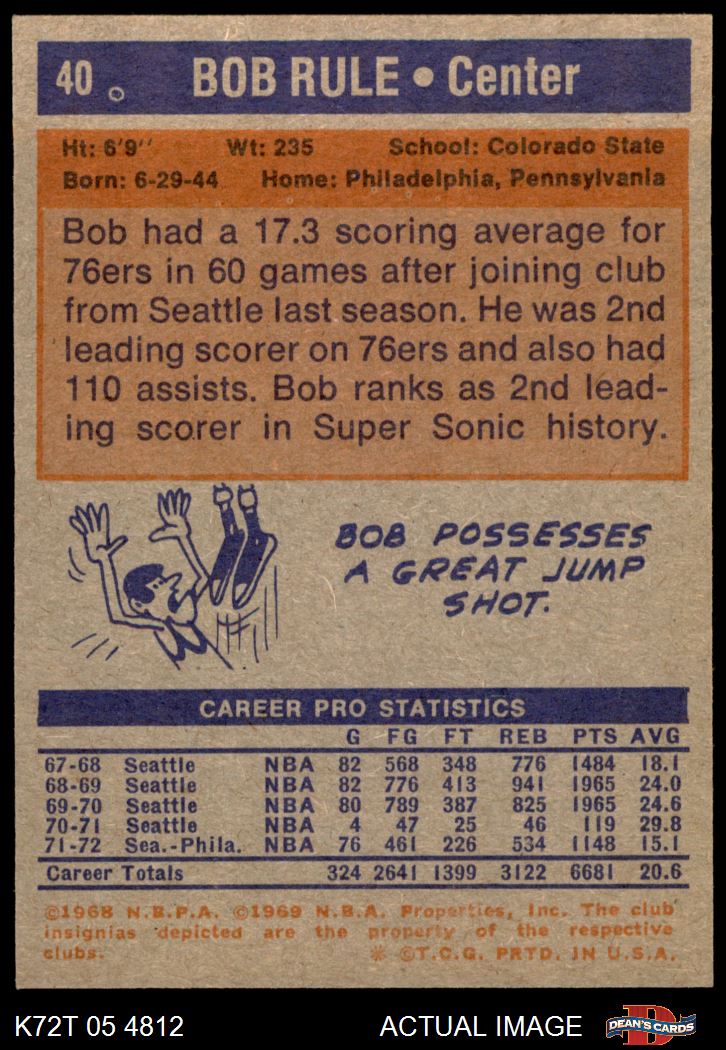 40 BOB RULE • Center
Ht: 6'9" Wt: 235 School: Colorado State
Born: 6-29-44 Home: Philadelphia, Pennsylvania
Bob had a 17.3 scoring average for
76ers in 60 games after joining club
from Seattle last season. He was 2nd
leading scorer on 76ers and also had
110 assists. Bob ranks as 2nd lead-
ing scorer in Super Sonic history.
BOB POSSESSES
A GREAT JUMP
SHOT.
CAREER PRO STATISTICS
G FG FT REB PTS AVG
67-68 Seattle NBA 82 568 348 776 1484 18.1
68-69 Seattle NBA 82 776 413 941 1965 24.0
69-70 Seattle NBA 80 789 387 825 1965 24.6
70-71 Seattle NBA 4 47 25 46 119 29.8
71-72 Sea.-Phila. NBA 76 461 226 534 1148 15.1
Career Totals 324 2641 1399 3122 6681 20.6
©1968 N.B.P.A. ©1969 N.B.A. Properties, Inc. The club
insignias depicted are the property of the respective
clubs. * ©T.C.G. PRTD. IN U.S.A.
K72T 05 4812 ACTUAL IMAGE DEAN'S CARDS